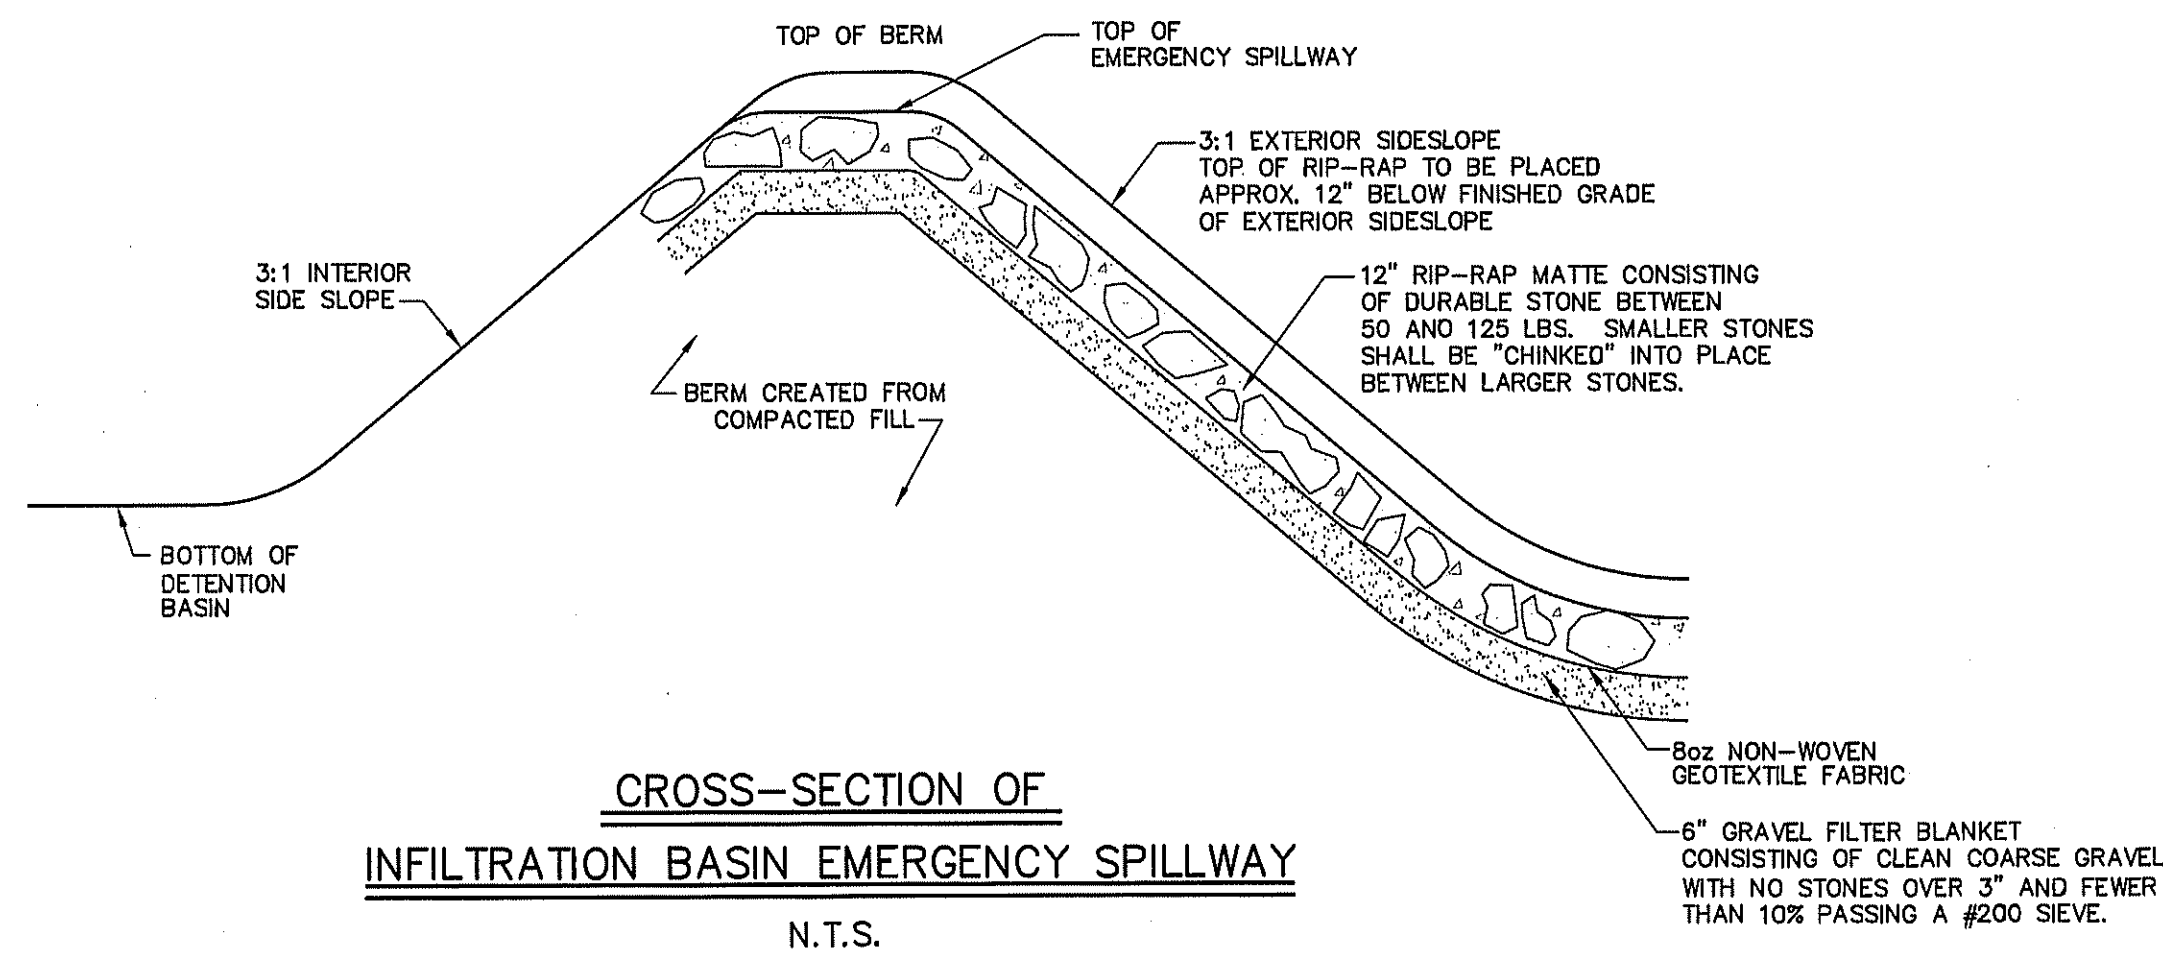 TOP OF BERM
TOP OF
EMERGENCY SPILLWAY
3:1 EXTERIOR SIDESLOPE
TOP OF RIP-RAP TO BE PLACED
APPROX. 12" BELOW FINISHED GRADE
OF EXTERIOR SIDESLOPE
3:1 INTERIOR
SIDE SLOPE
12" RIP-RAP MATTE CONSISTING
OF DURABLE STONE BETWEEN
50 AND 125 LBS. SMALLER STONES
SHALL BE "CHINKED" INTO PLACE
BETWEEN LARGER STONES.
BERM CREATED FROM
COMPACTED FILL
BOTTOM OF
DETENTION
BASIN
8oz NON-WOVEN
GEOTEXTILE FABRIC
6" GRAVEL FILTER BLANKET
CONSISTING OF CLEAN COARSE GRAVEL
WITH NO STONES OVER 3" AND FEWER
THAN 10% PASSING A #200 SIEVE.
CROSS-SECTION OF
INFILTRATION BASIN EMERGENCY SPILLWAY
N.T.S.